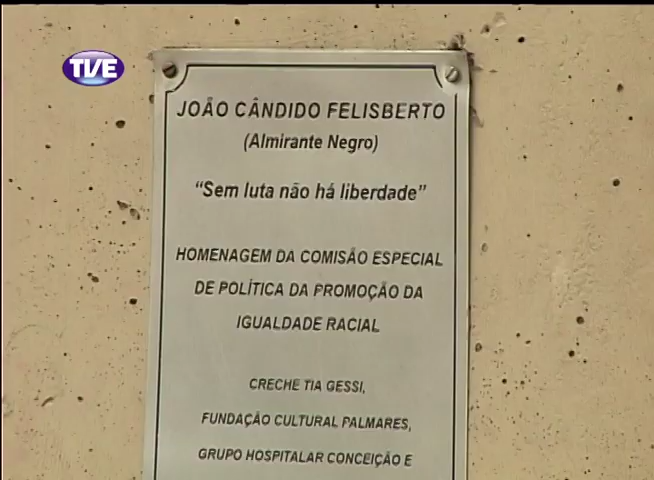 TVE
JOÃO CÂNDIDO FELISBERTO
(Almirante Negro)
"Sem luta não há liberdade"
HOMENAGEM DA COMISÃO ESPECIAL
DE POLÍTICA DA PROMOÇÃO DA
IGUALDADE RACIAL
CRECHE TIA GESSI,
FUNDAÇÃO CULTURAL PALMARES,
GRUPO HOSPITALAR CONCEIÇÃO E